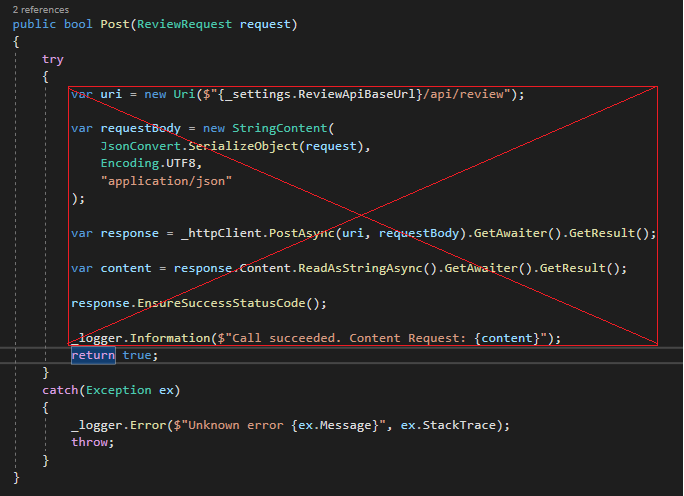 2 references
public bool Post(ReviewRequest request)
{
try
{
var uri = new Uri($"{_settings.ReviewApiBaseUrl}/api/review");
var requestBody = new StringContent(
JsonConvert.SerializeObject(request),
Encoding.UTF8,
"application/json"
);
var response = _httpClient.PostAsync(uri, requestBody).GetAwaiter().GetResult();
var content = response.Content.ReadAsStringAsync().GetAwaiter().GetResult();
response.EnsureSuccessStatusCode();
_logger.Information($"Call succeeded. Content Request: {content}");
return true;
}
catch(Exception ex)
{
_logger.Error($"Unknown error {ex.Message}", ex.StackTrace);
throw;
}
}